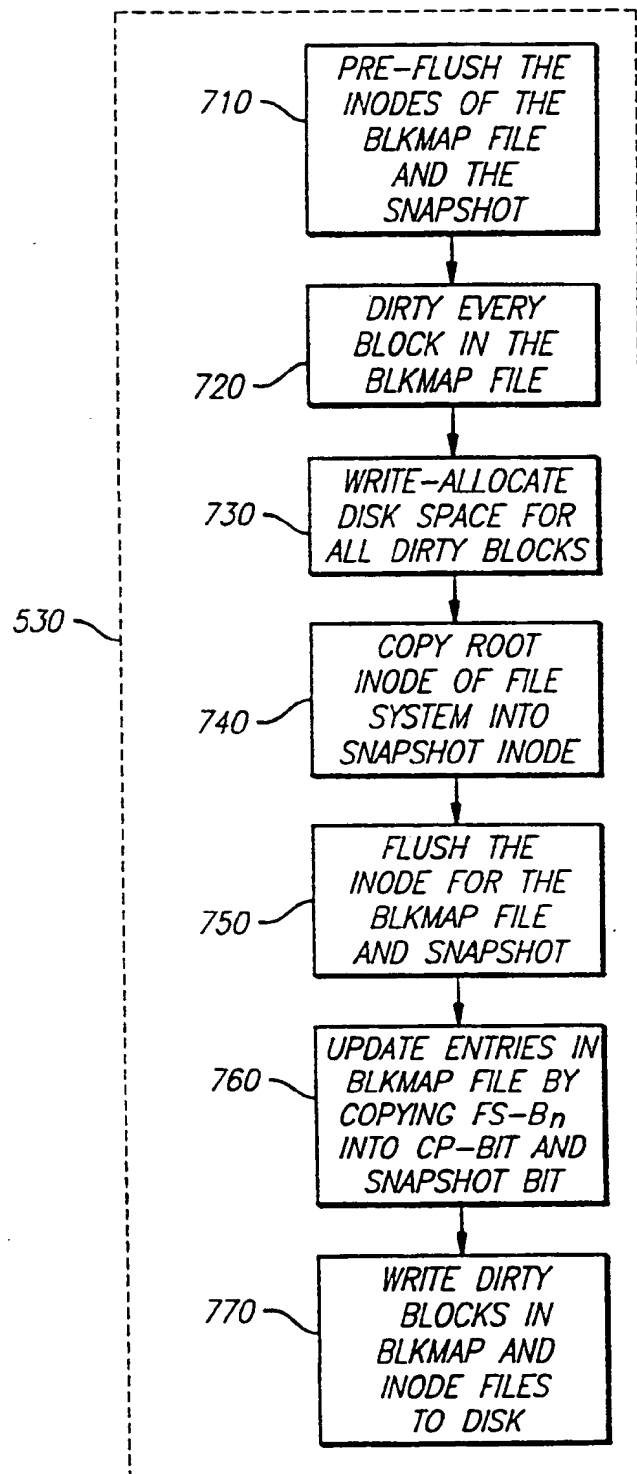 710
PRE-FLUSH THE
INODES OF THE
BLKMAP FILE
AND THE
SNAPSHOT
720
DIRTY EVERY
BLOCK IN THE
BLKMAP FILE
730
WRITE-ALLOCATE
DISK SPACE FOR
ALL DIRTY BLOCKS
530
740
COPY ROOT
INODE OF FILE
SYSTEM INTO
SNAPSHOT INODE
750
FLUSH THE
INODE FOR THE
BLKMAP FILE
AND SNAPSHOT
760
UPDATE ENTRIES IN
BLKMAP FILE BY
COPYING FS-Bn
INTO CP-BIT AND
SNAPSHOT BIT
770
WRITE DIRTY
BLOCKS IN
BLKMAP AND
INODE FILES
TO DISK